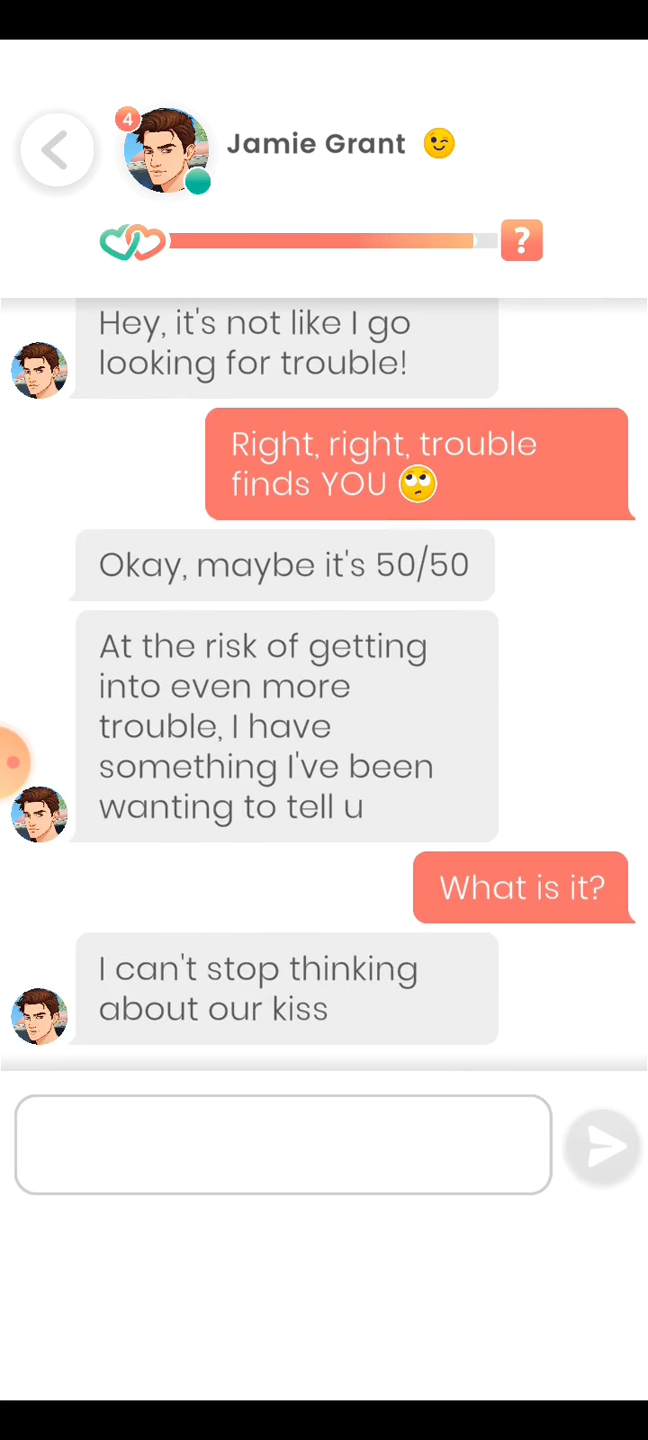 4
Jamie Grant 😉
?
Hey, it's not like I go
looking for trouble!
Right, right, trouble
finds YOU 🙄
Okay, maybe it's 50/50
At the risk of getting
into even more
trouble, I have
something I've been
wanting to tell u
What is it?
I can't stop thinking
about our kiss